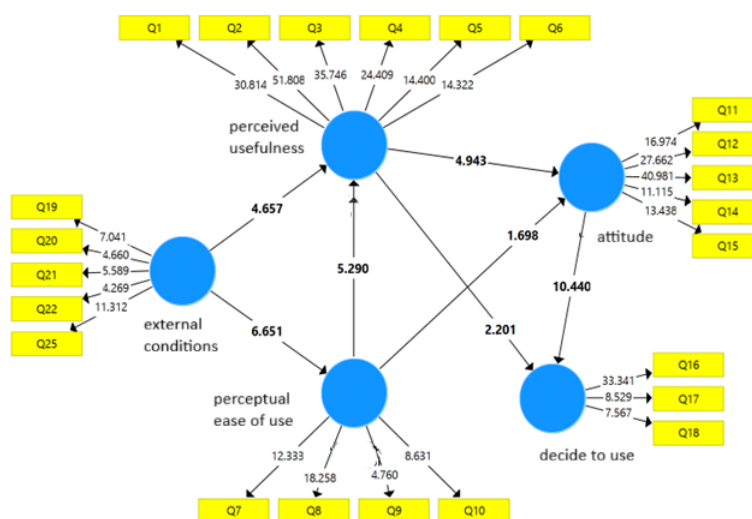 Q1 Q2 Q3 Q4 Q5 Q6
30.814 51.808 35.746 24.409 14.400 14.322
perceived
usefulness
4.943
Q11
16.974
Q12
27.662
Q13
40.981
Q14
11.115
Q15
13.438
attitude
Q19
7.041
Q20
4.660
Q21
5.589
Q22
4.269
Q25
11.312
external
conditions
4.657
5.290
1.698
6.651
10.440
2.201
perceptual
ease of use
Q16
33.341
Q17
8.529
Q18
7.567
decide to use
12.333 18.258 4.760 8.631
Q7 Q8 Q9 Q10